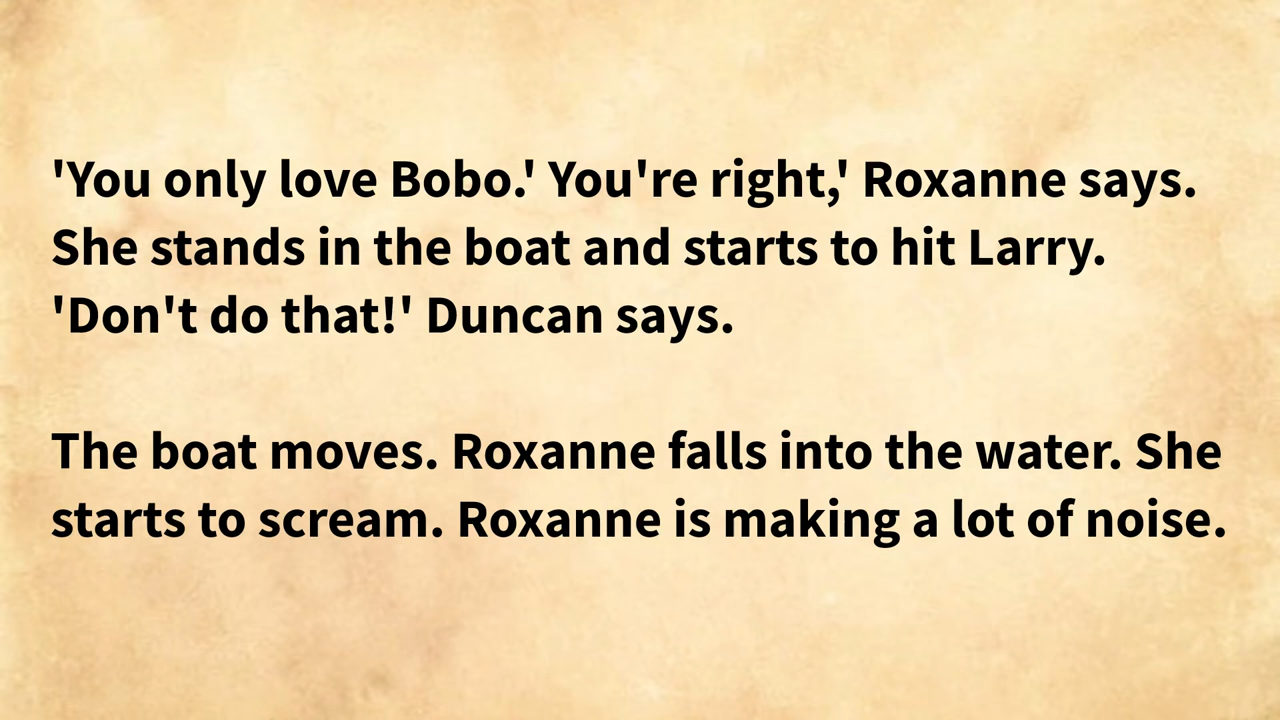 'You only love Bobo.' You're right,' Roxanne says.
She stands in the boat and starts to hit Larry.
'Don't do that!' Duncan says.
The boat moves. Roxanne falls into the water. She
starts to scream. Roxanne is making a lot of noise.